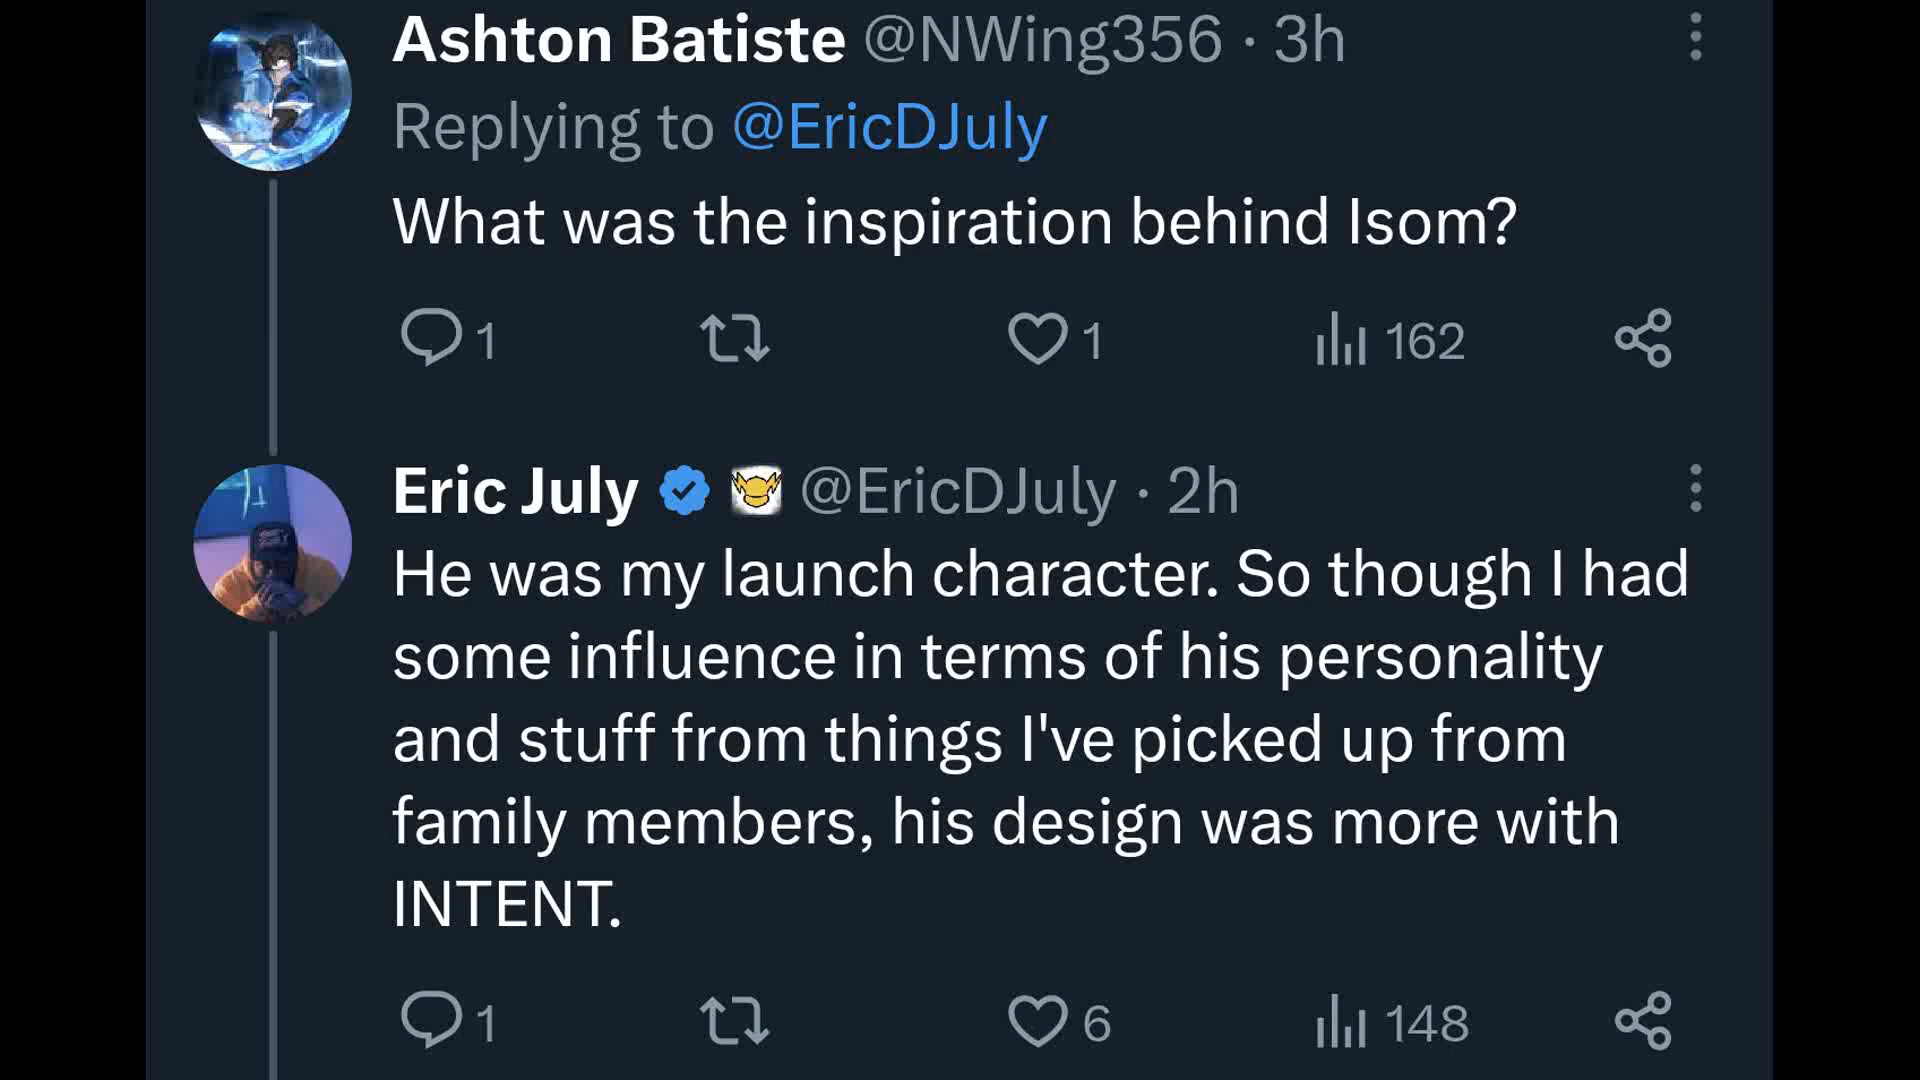 Ashton Batiste @NWing356 · 3h
Replying to @EricDJuly
What was the inspiration behind Isom?
1 1 162
Eric July @EricDJuly · 2h
He was my launch character. So though I had
some influence in terms of his personality
and stuff from things I've picked up from
family members, his design was more with
INTENT.
1 6 148